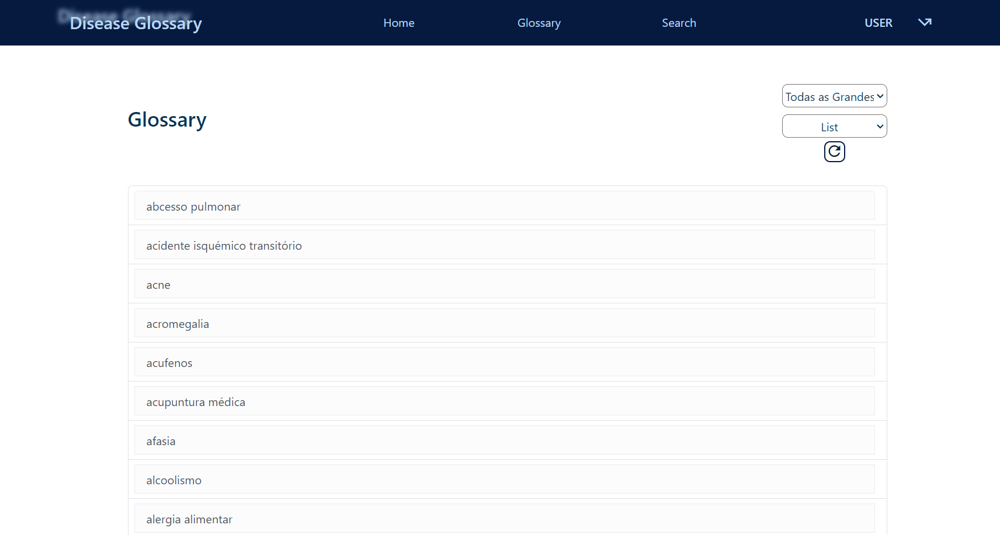 Disease Glossary
Home
Glossary
Search
USER
Todas as Grandes
Glossary
List
abcesso pulmonar
acidente isquémico transitório
acne
acromegalia
acufenos
acupuntura médica
afasia
alcoolismo
alergia alimentar